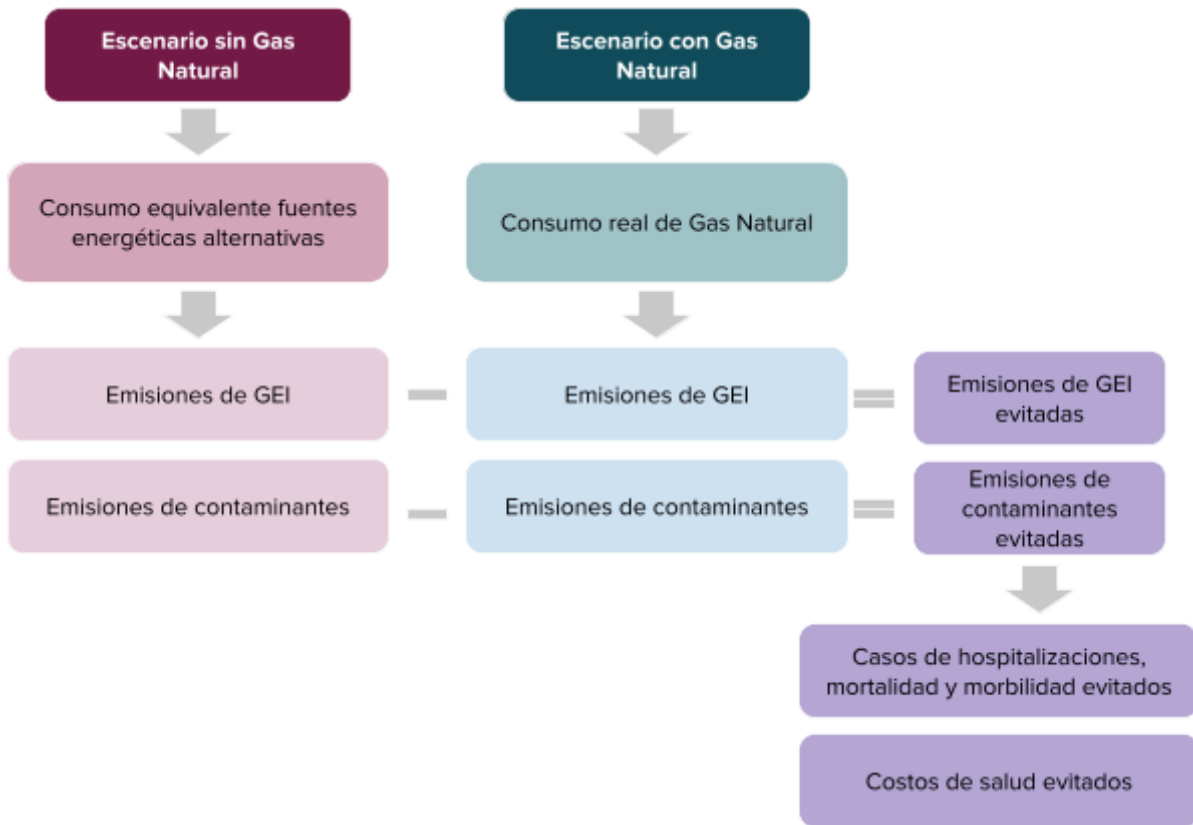 Escenario sin Gas
Natural
Escenario con Gas
Natural
Consumo equivalente fuentes
energéticas alternativas
Consumo real de Gas Natural
Emisiones de GEI
Emisiones de GEI
Emisiones de GEI
evitadas
Emisiones de contaminantes
Emisiones de contaminantes
Emisiones de
contaminantes
evitadas
Casos de hospitalizaciones,
mortalidad y morbilidad evitados
Costos de salud evitados